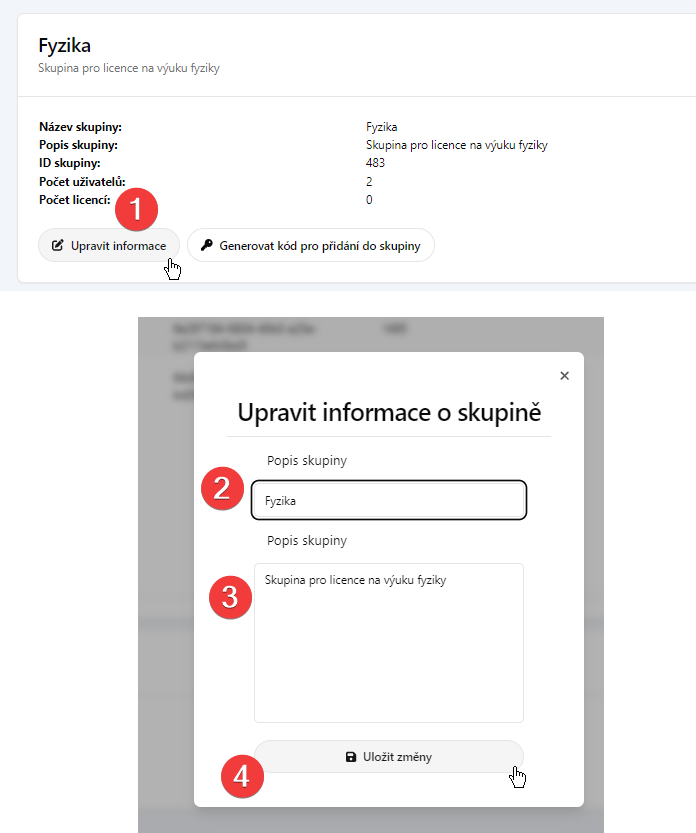 Fyzika
Skupina pro licence na výuku fyziky
Název skupiny: Fyzika
Popis skupiny: Skupina pro licence na výuku fyziky
ID skupiny: 483
Počet uživatelů: 2
Počet licencí: 0
1
Upravit informace Generovat kód pro přidání do skupiny
×
Upravit informace o skupině
Popis skupiny
2 Fyzika
Popis skupiny
Skupina pro licence na výuku fyziky
3
Uložit změny
4